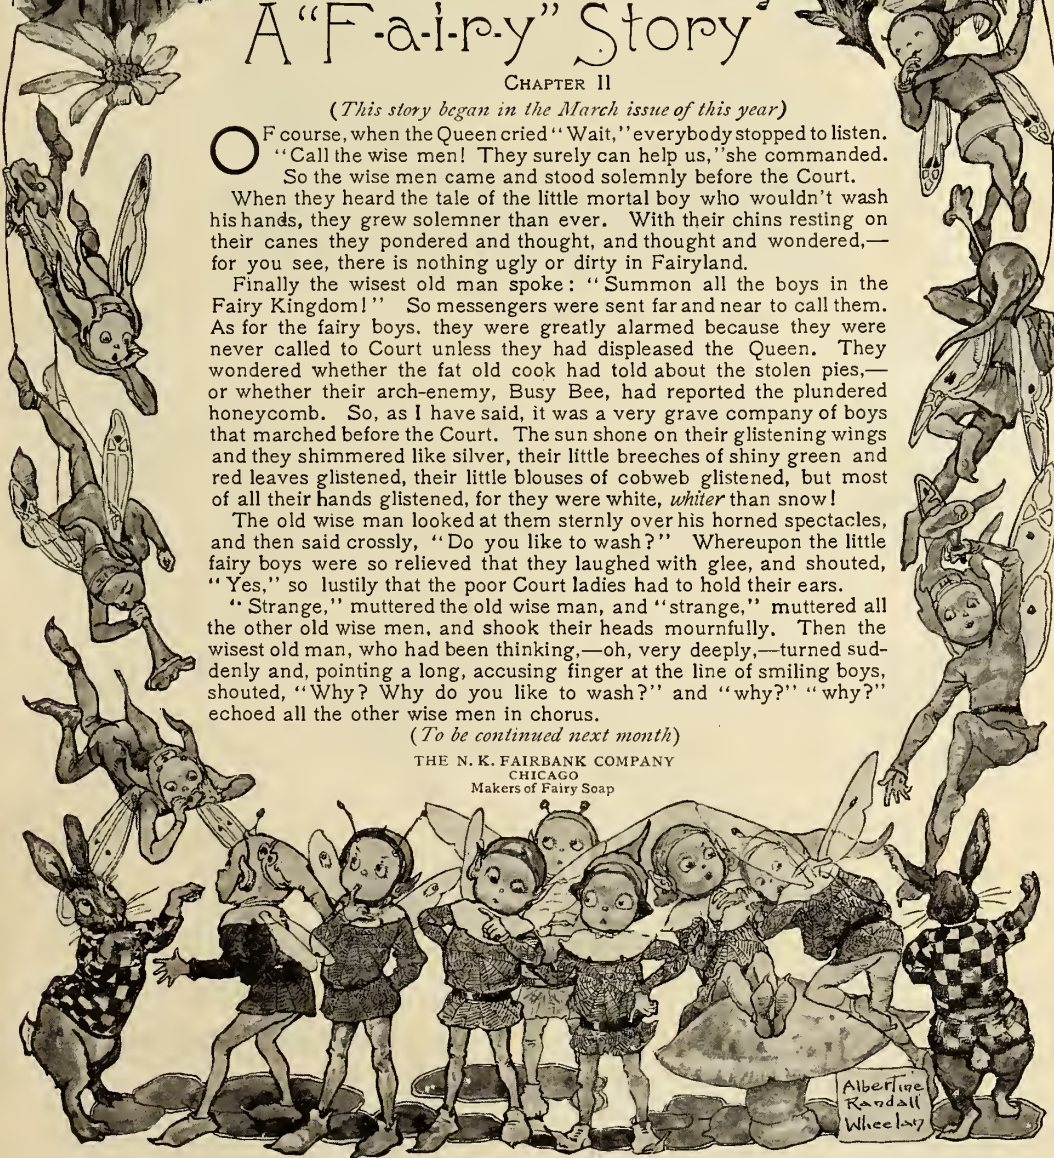 A "F-a-i-r-y" Story
CHAPTER II
(This story began in the March issue of this year)
OF course, when the Queen cried "Wait," everybody stopped to listen.
"Call the wise men! They surely can help us," she commanded.
So the wise men came and stood solemnly before the Court.
When they heard the tale of the little mortal boy who wouldn't wash
his hands, they grew solemner than ever. With their chins resting on
their canes they pondered and thought, and thought and wondered,—
for you see, there is nothing ugly or dirty in Fairyland.
Finally the wisest old man spoke: "Summon all the boys in the
Fairy Kingdom!" So messengers were sent far and near to call them.
As for the fairy boys. they were greatly alarmed because they were
never called to Court unless they had displeased the Queen. They
wondered whether the fat old cook had told about the stolen pies,—
or whether their arch-enemy, Busy Bee, had reported the plundered
honeycomb. So, as I have said, it was a very grave company of boys
that marched before the Court. The sun shone on their glistening wings
and they shimmered like silver, their little breeches of shiny green and
red leaves glistened, their little blouses of cobweb glistened, but most
of all their hands glistened, for they were white, whiter than snow!
The old wise man looked at them sternly over his horned spectacles,
and then said crossly, "Do you like to wash?" Whereupon the little
fairy boys were so relieved that they laughed with glee, and shouted,
"Yes," so lustily that the poor Court ladies had to hold their ears.
"Strange," muttered the old wise man, and "strange," muttered all
the other old wise men, and shook their heads mournfully. Then the
wisest old man, who had been thinking,—oh, very deeply,—turned sud-
denly and, pointing a long, accusing finger at the line of smiling boys,
shouted, "Why? Why do you like to wash?" and "why?" "why?"
echoed all the other wise men in chorus.
(To be continued next month)
THE N. K. FAIRBANK COMPANY
CHICAGO
Makers of Fairy Soap
Albertine
Randall
Wheelan